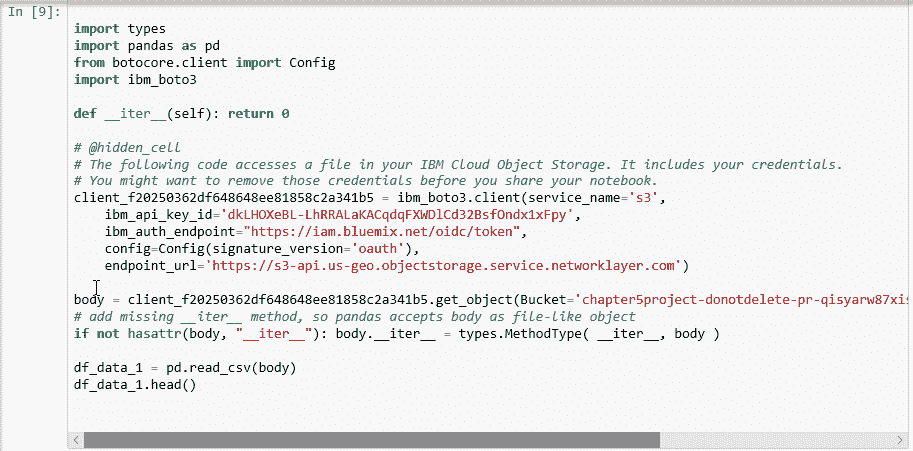 In [9]:
import types
import pandas as pd
from botocore.client import Config
import ibm_boto3
def __iter__(self): return 0
# @hidden_cell
# The following code accesses a file in your IBM Cloud Object Storage. It includes your credentials.
# You might want to remove those credentials before you share your notebook.
client_f20250362df648648ee81858c2a341b5 = ibm_boto3.client(service_name='s3',
ibm_api_key_id='dkLHOXeBL-LhRRALaKACqdqFXWDlCd32BsfOndx1xFpy',
ibm_auth_endpoint="https://iam.bluemix.net/oidc/token",
config=Config(signature_version='oauth'),
endpoint_url='https://s3-api.us-geo.objectstorage.service.networklayer.com')
body = client_f20250362df648648ee81858c2a341b5.get_object(Bucket='chapter5project-donotdelete-pr-qisyarw87xis
# add missing __iter__ method, so pandas accepts body as file-like object
if not hasattr(body, "__iter__"): body.__iter__ = types.MethodType( __iter__, body )
df_data_1 = pd.read_csv(body)
df_data_1.head()